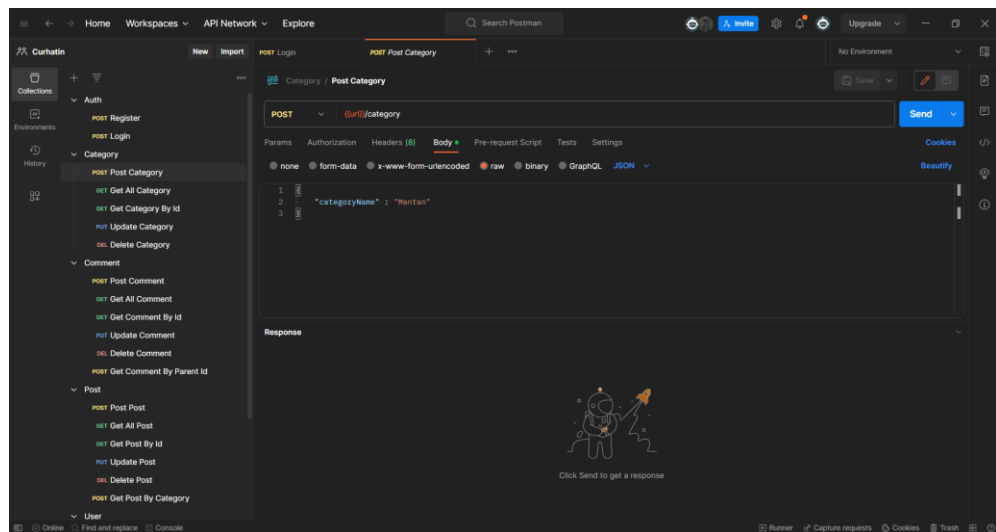 Home Workspaces API Network Explore Search Postman Invite Upgrade
Curhatin New Import POST Login POST Post Category No Environment
Collections
Environments
History
Auth
POST Register
POST Login
Category
POST Post Category
GET Get All Category
GET Get Category By Id
PUT Update Category
DEL Delete Category
Comment
POST Post Comment
GET Get All Comment
GET Get Comment By Id
PUT Update Comment
DEL Delete Comment
POST Get Comment By Parent Id
Post
POST Post Post
GET Get All Post
GET Get Post By Id
PUT Update Post
DEL Delete Post
POST Get Post By Category
User
HTTP Category / Post Category Save
POST {{url}}/category Send
Params Authorization Headers (8) Body Pre-request Script Tests Settings Cookies
none form-data x-www-form-urlencoded raw binary GraphQL JSON Beautify
1 {
2 "categoryName" : "Mantan"
3 }
Response
Click Send to get a response
Online Find and replace Console Runner Capture requests Cookies Trash